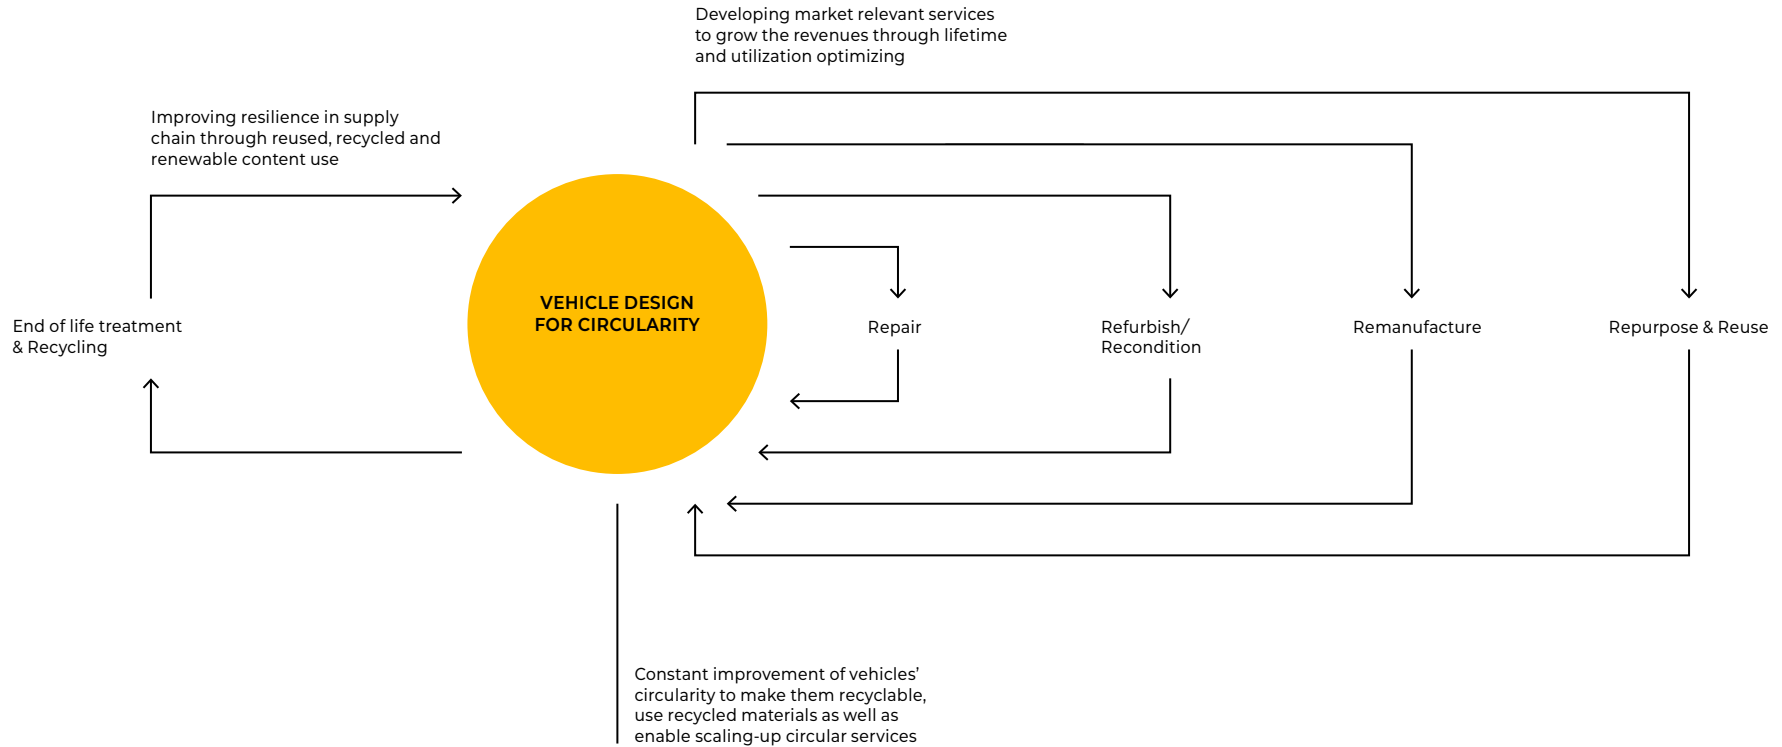 Developing market relevant services
to grow the revenues through lifetime
and utilization optimizing
Improving resilience in supply
chain through reused, recycled and
renewable content use
VEHICLE DESIGN
FOR CIRCULARITY
End of life treatment
& Recycling
Repair
Refurbish/
Recondition
Remanufacture
Repurpose & Reuse
Constant improvement of vehicles’
circularity to make them recyclable,
use recycled materials as well as
enable scaling-up circular services